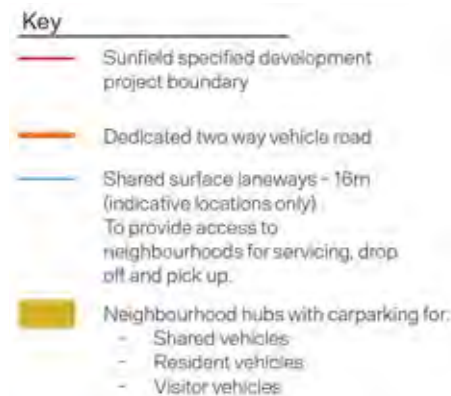 Key
Sunfield specified development
project boundary
Dedicated two way vehicle road
Shared surface laneways - 16m
(indicative locations only)
To provide access to
neighbourhoods for servicing, drop
off and pick up.
Neighbourhood hubs with carparking for:
- Shared vehicles
- Resident vehicles
- Visitor vehicles